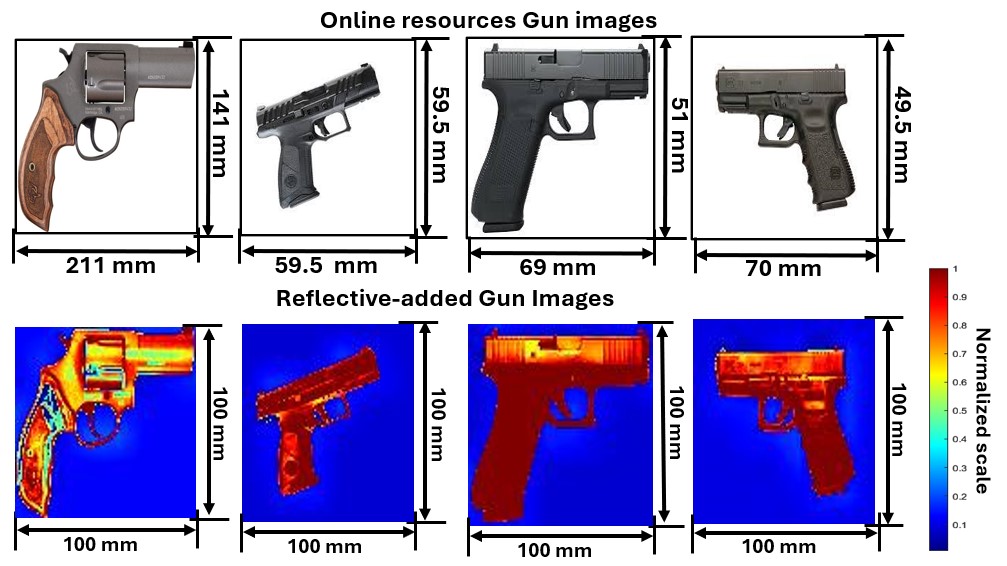 Online resources Gun images
141 mm
59.5 mm
51 mm
49.5 mm
211 mm
59.5 mm
69 mm
70 mm
Reflective-added Gun Images
1
0.9
0.8
0.7
0.6
0.5
0.4
0.3
0.2
0.1
Normalized scale
100 mm
100 mm
100 mm
100 mm
100 mm
100 mm
100 mm
100 mm